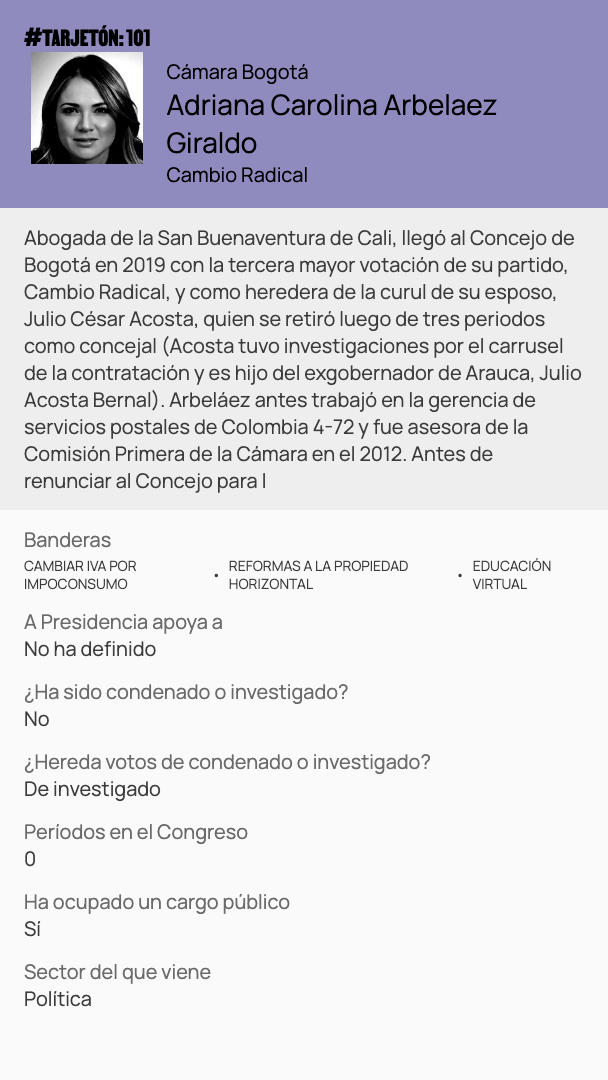 #TARJETÓN: 101
Cámara Bogotá
Adriana Carolina Arbelaez
Giraldo
Cambio Radical
Abogada de la San Buenaventura de Cali, llegó al Concejo de
Bogotá en 2019 con la tercera mayor votación de su partido,
Cambio Radical, y como heredera de la curul de su esposo,
Julio César Acosta, quien se retiró luego de tres periodos
como concejal (Acosta tuvo investigaciones por el carrusel
de la contratación y es hijo del exgobernador de Arauca, Julio
Acosta Bernal). Arbeláez antes trabajó en la gerencia de
servicios postales de Colombia 4-72 y fue asesora de la
Comisión Primera de la Cámara en el 2012. Antes de
renunciar al Concejo para l
Banderas
CAMBIAR IVA POR IMPOCONSUMO
• REFORMAS A LA PROPIEDAD HORIZONTAL
• EDUCACIÓN VIRTUAL
A Presidencia apoya a
No ha definido
¿Ha sido condenado o investigado?
No
¿Hereda votos de condenado o investigado?
De investigado
Períodos en el Congreso
0
Ha ocupado un cargo público
Sí
Sector del que viene
Política